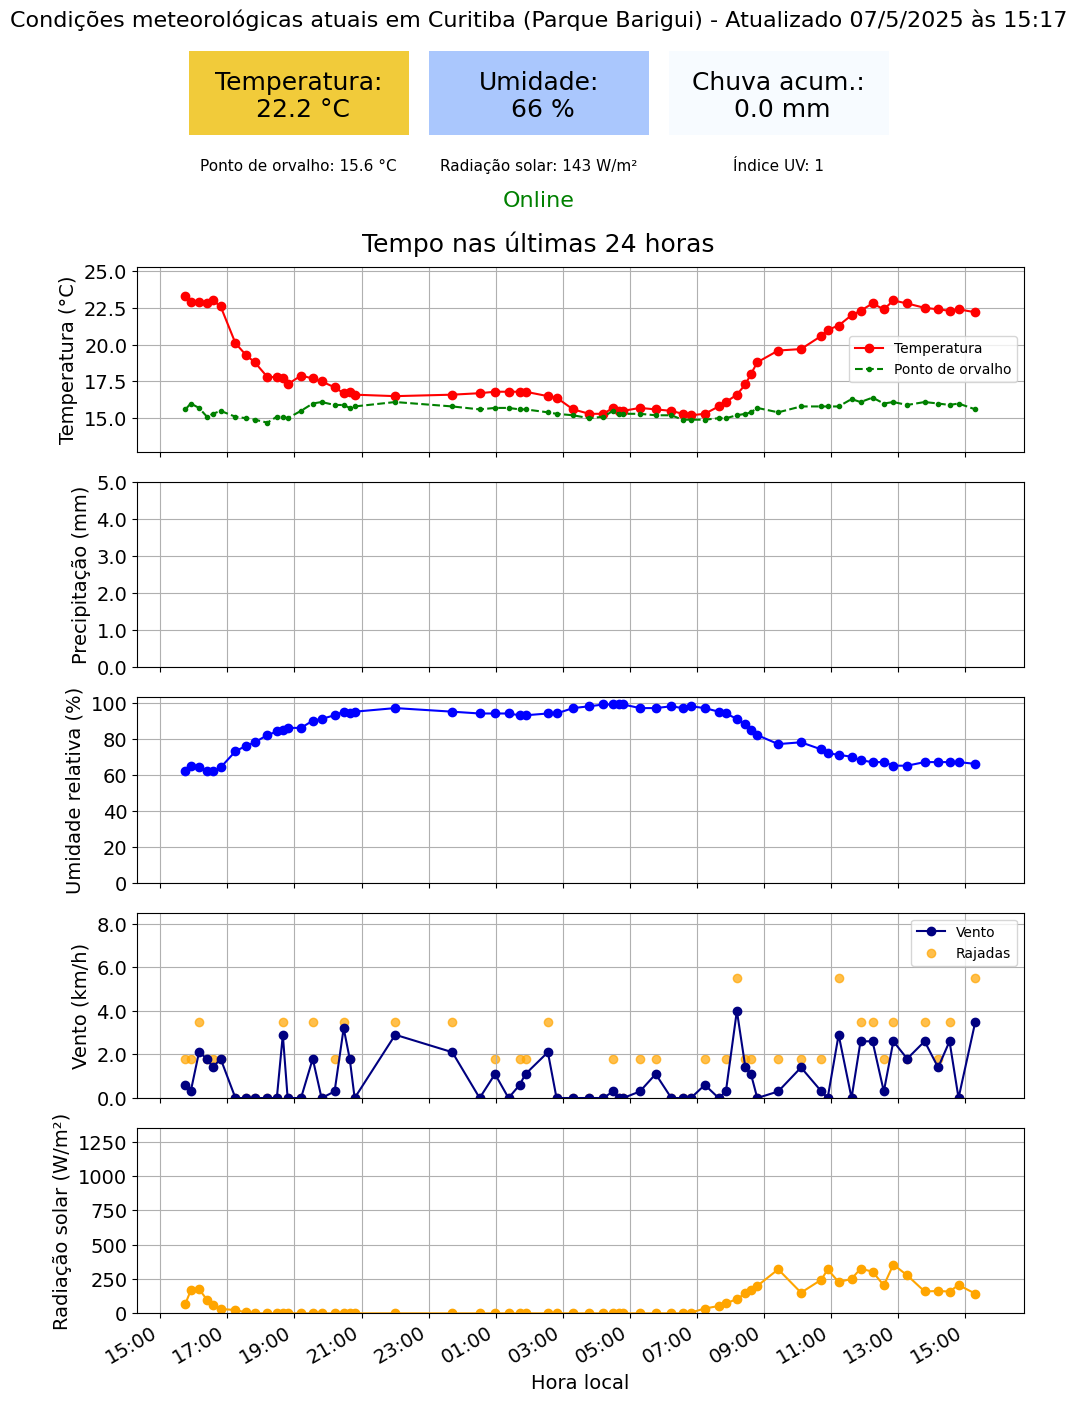 Condições meteorológicas atuais em Curitiba (Parque Barigui) - Atualizado 07/5/2025 às 15:17
Temperatura:
22.2 °C
Umidade:
66 %
Chuva acum.:
0.0 mm
Ponto de orvalho: 15.6 °C
Radiação solar: 143 W/m²
Índice UV: 1
Online
Tempo nas últimas 24 horas
Temperatura (°C)
25.0
22.5
20.0
17.5
15.0
Temperatura
Ponto de orvalho
Precipitação (mm)
5.0
4.0
3.0
2.0
1.0
0.0
Umidade relativa (%)
100
80
60
40
20
0
Vento (km/h)
8.0
6.0
4.0
2.0
0.0
Vento
Rajadas
Radiação solar (W/m²)
1250
1000
750
500
250
0
15:00
17:00
19:00
21:00
23:00
01:00
03:00
05:00
07:00
09:00
11:00
13:00
15:00
Hora local